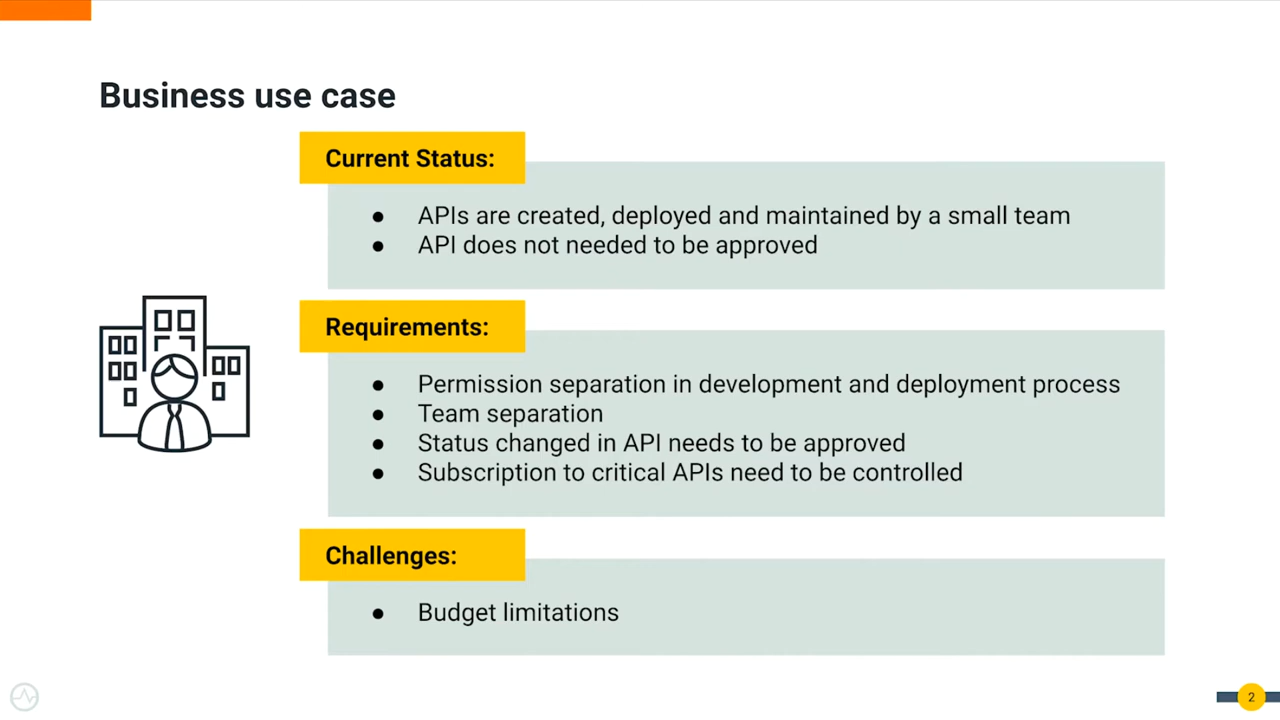 Business use case
Current Status:
● APIs are created, deployed and maintained by a small team
● API does not needed to be approved
Requirements:
● Permission separation in development and deployment process
● Team separation
● Status changed in API needs to be approved
● Subscription to critical APIs need to be controlled
Challenges:
● Budget limitations
2